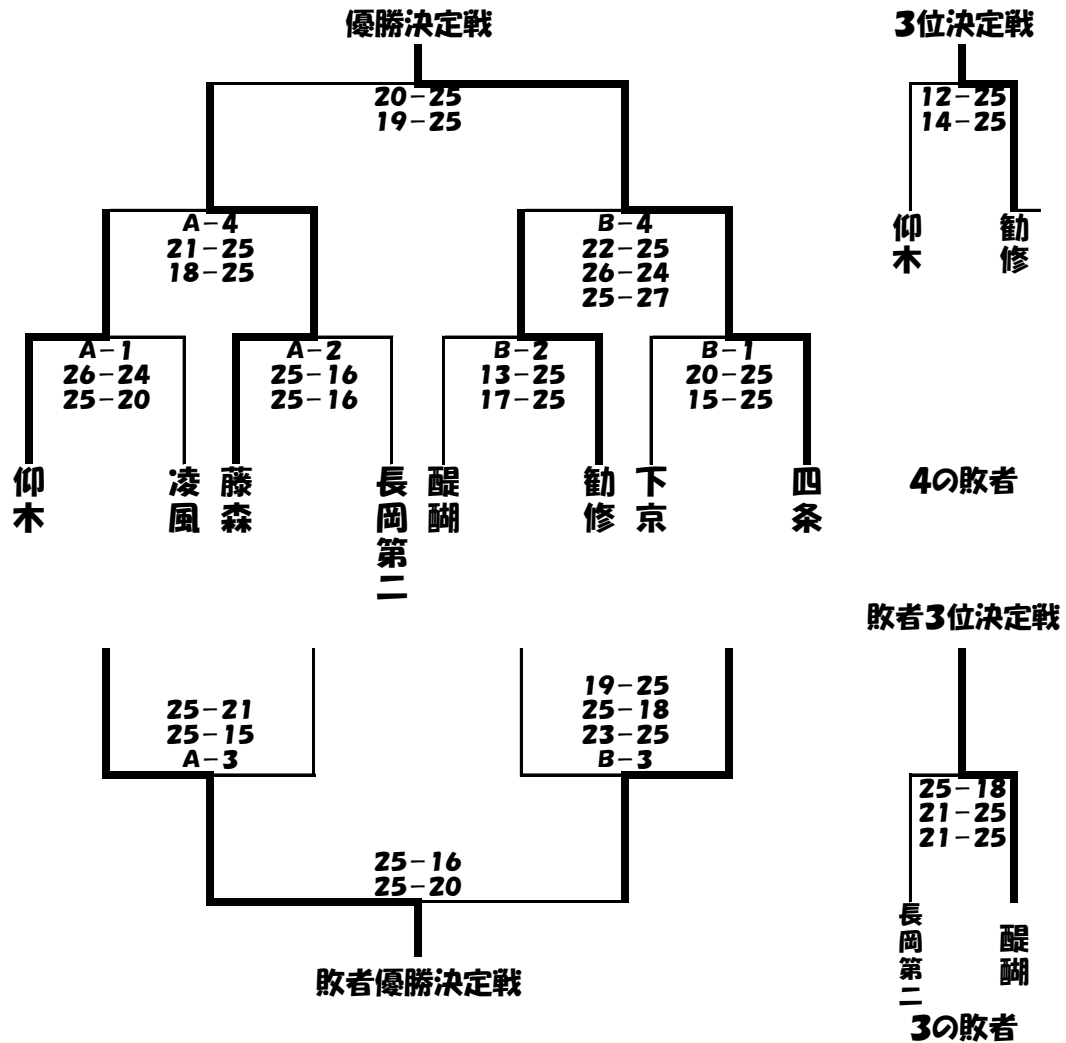 優勝決定戦
3位決定戦
20-25
19-25
12-25
14-25
仰木
勧修
A-4
21-25
18-25
B-4
22-25
26-24
25-27
A-1
26-24
25-20
A-2
25-16
25-16
B-2
13-25
17-25
B-1
20-25
15-25
仰木
凌風
藤森
長岡第二
醍醐
勧修
下京
四条
4の敗者
敗者3位決定戦
25-21
25-15
A-3
19-25
25-18
23-25
B-3
25-18
21-25
21-25
25-16
25-20
長岡第二
醍醐
敗者優勝決定戦
3の敗者